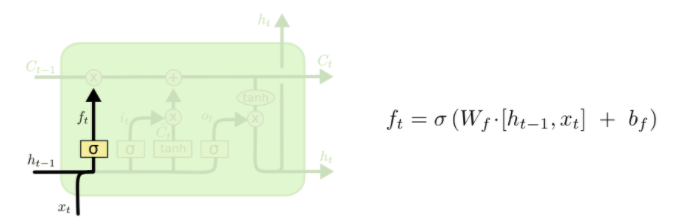 h_t
C_{t-1}
C_t
x
+
tanh
f_t
i_t
x
o_t
x
C̃_t
σ
σ
tanh
σ
h_{t-1}
h_t
x_t
f_t = σ (W_f · [h_{t-1}, x_t] + b_f)